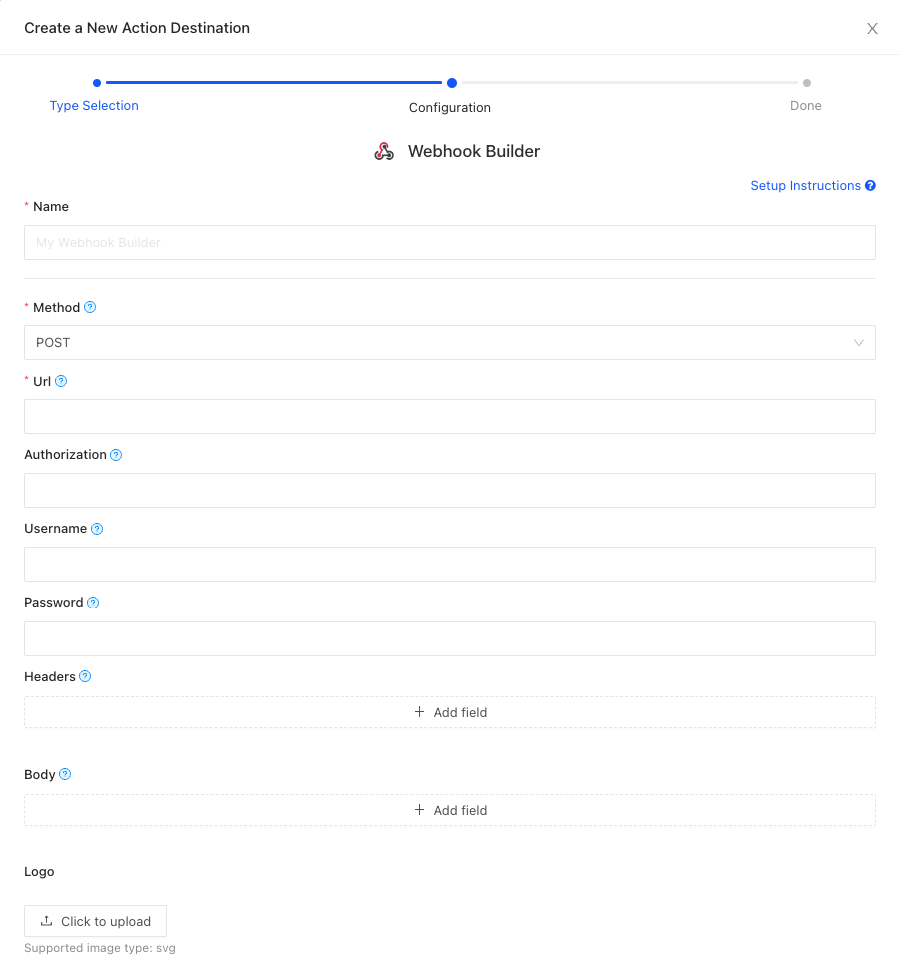 Create a New Action Destination
Type Selection
Configuration
Done
Webhook Builder
Setup Instructions ?
* Name
My Webhook Builder
* Method ?
POST
* Url ?
Authorization ?
Username ?
Password ?
Headers ?
+ Add field
Body ?
+ Add field
Logo
Click to upload
Supported image type: svg